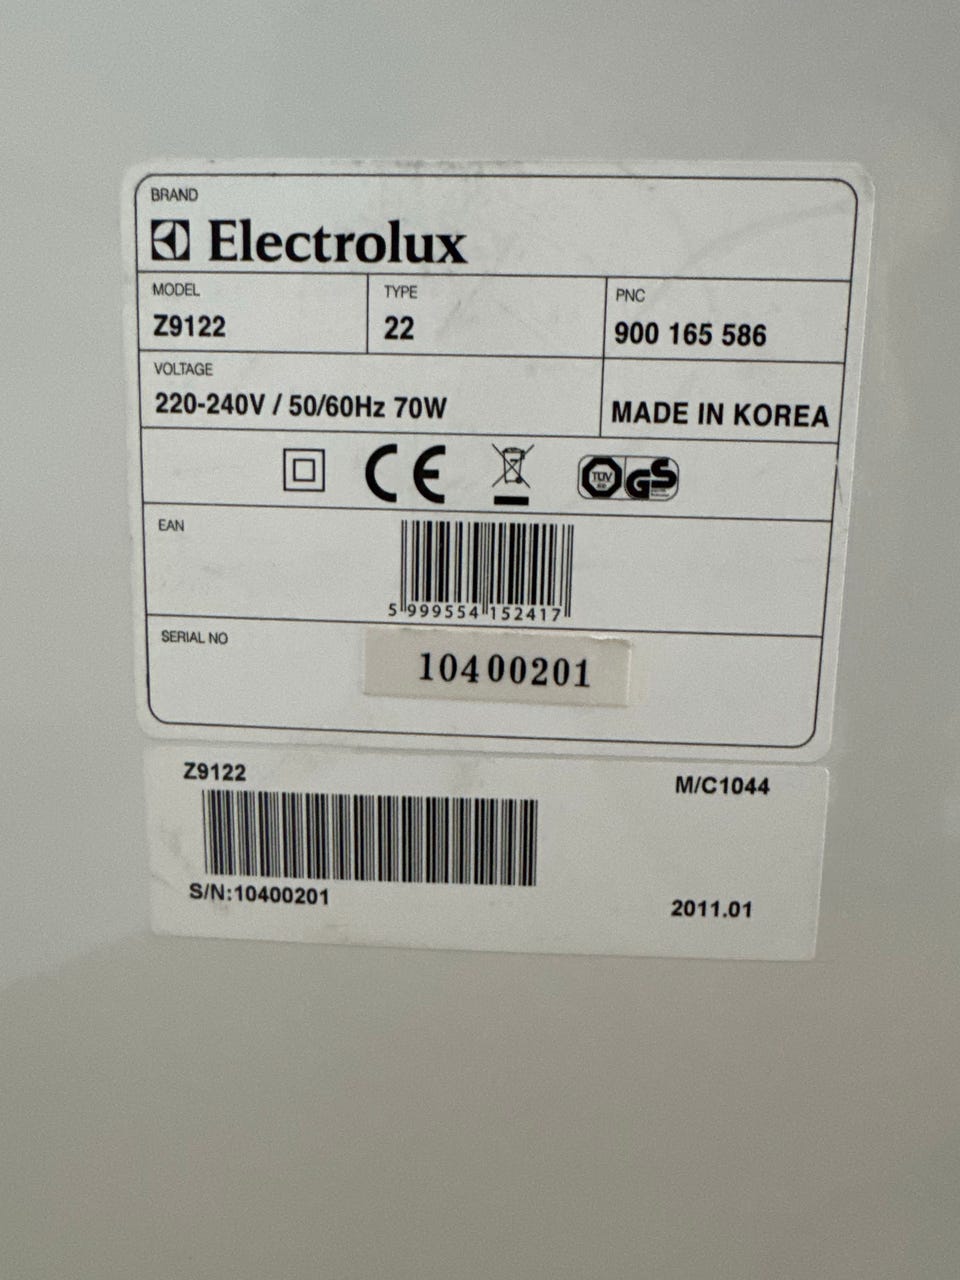 BRAND
Electrolux
MODEL TYPE PNC
Z9122 22 900 165 586
VOLTAGE
220-240V / 50/60Hz 70W MADE IN KOREA
CE TÜV GS
EAN
5 999554 152417
SERIAL NO
10400201
Z9122 M/C1044
S/N:10400201 2011.01